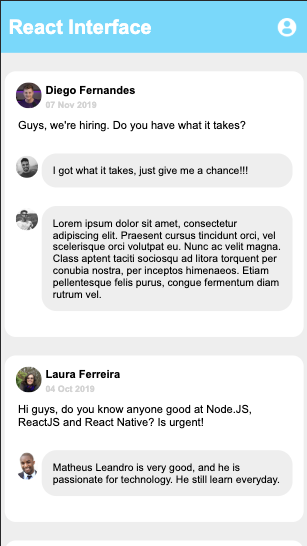 React Interface
Diego Fernandes
07 Nov 2019
Guys, we're hiring. Do you have what it takes?
I got what it takes, just give me a chance!!!
Lorem ipsum dolor sit amet, consectetur
adipiscing elit. Praesent cursus tincidunt orci, vel
scelerisque orci volutpat eu. Nunc ac velit magna.
Class aptent taciti sociosqu ad litora torquent per
conubia nostra, per inceptos himenaeos. Etiam
pellentesque felis purus, congue fermentum diam
rutrum vel.
Laura Ferreira
04 Oct 2019
Hi guys, do you know anyone good at Node.JS,
ReactJS and React Native? Is urgent!
Matheus Leandro is very good, and he is
passionate for technology. He still learn everyday.